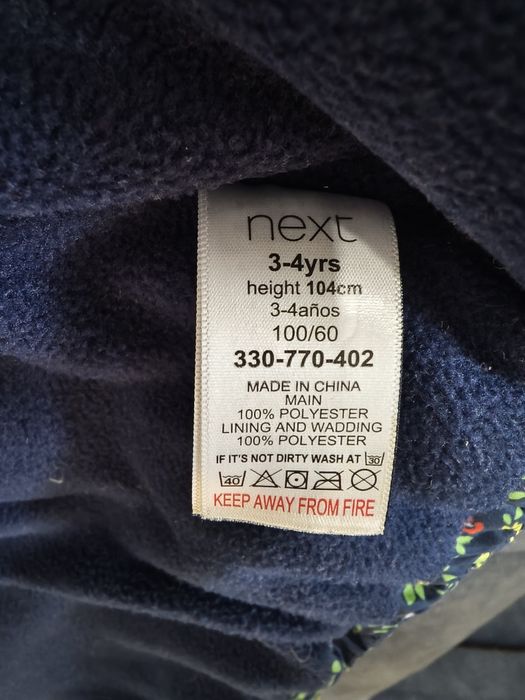 next
3-4yrs
height 104cm
3-4años
100/60
330-770-402
MADE IN CHINA
MAIN
100% POLYESTER
LINING AND WADDING
100% POLYESTER
IF IT'S NOT DIRTY WASH AT 30
40
KEEP AWAY FROM FIRE